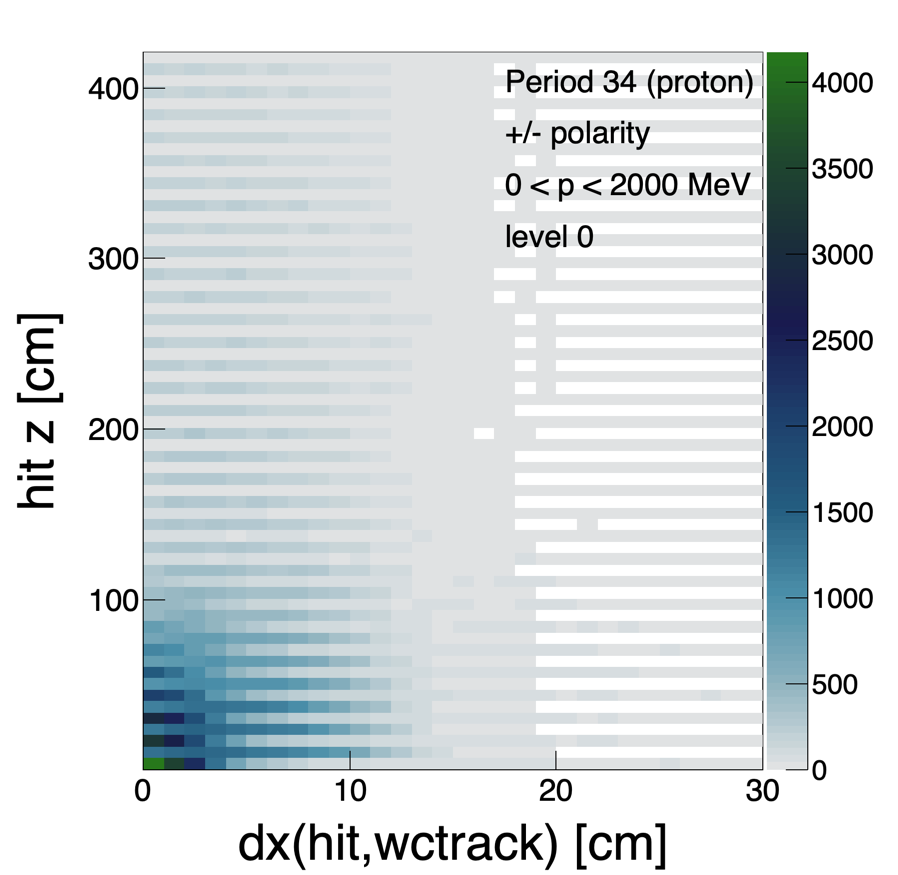 Period 34 (proton)
+/- polarity
0 < p < 2000 MeV
level 0
hit z [cm]
400
300
200
100
0
10
20
30
dx(hit,wctrack) [cm]
4000
3500
3000
2500
2000
1500
1000
500
0